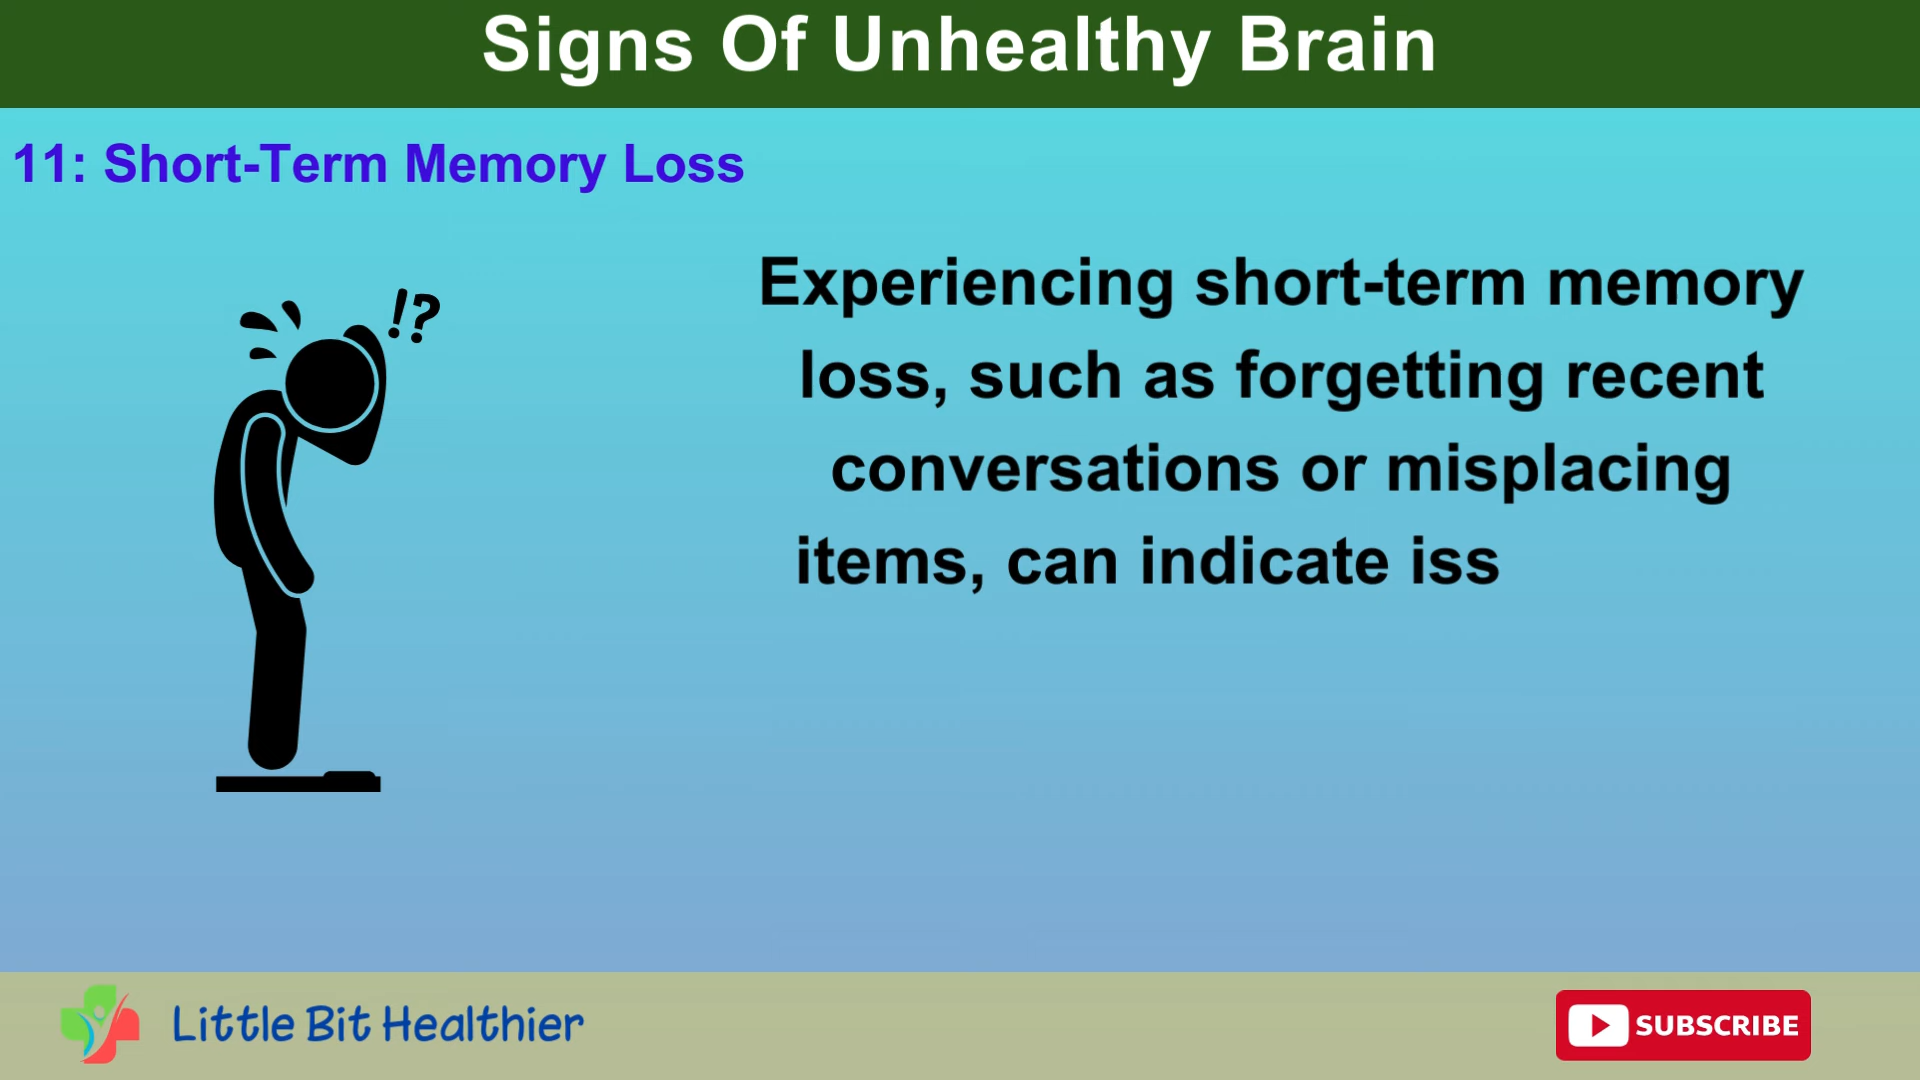 Signs Of Unhealthy Brain
11: Short-Term Memory Loss
!?
Experiencing short-term memory
loss, such as forgetting recent
conversations or misplacing
items, can indicate iss
Little Bit Healthier
SUBSCRIBE